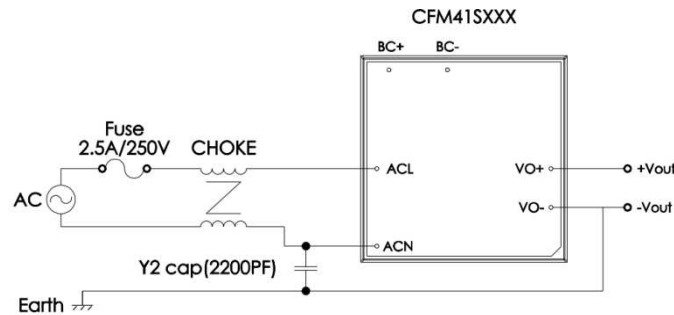 CFM41SXXX
BC+ BC-
Fuse
2.5A/250V
CHOKE
AC
ACL
VO+
+Vout
VO-
-Vout
ACN
Y2 cap(2200PF)
Earth